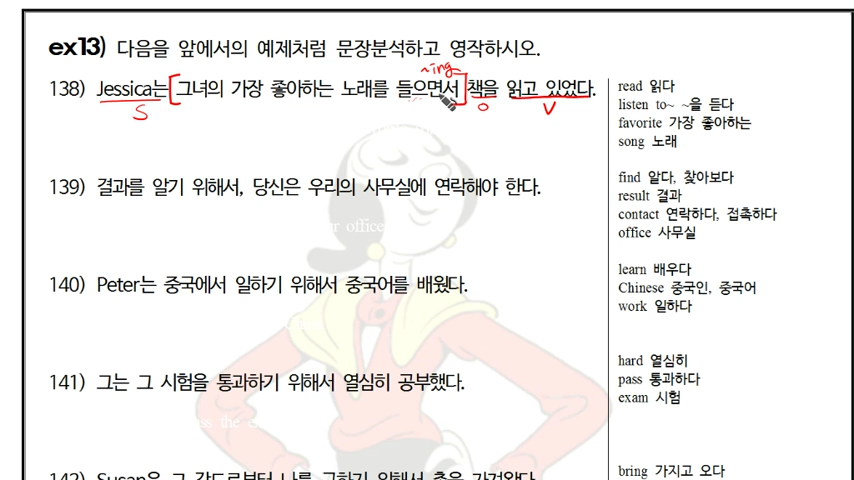 ex13) 다음을 앞에서의 예제처럼 문장분석하고 영작하시오.
~ing
138) Jessica는 [그녀의 가장 좋아하는 노래를 들으면서] 책을 읽고 있었다.
S O V
read 읽다
listen to~ ~을 듣다
favorite 가장 좋아하는
song 노래
139) 결과를 알기 위해서, 당신은 우리의 사무실에 연락해야 한다.
office
find 알다, 찾아보다
result 결과
contact 연락하다, 접촉하다
office 사무실
140) Peter는 중국에서 일하기 위해서 중국어를 배웠다.
learn 배우다
Chinese 중국인, 중국어
work 일하다
141) 그는 그 시험을 통과하기 위해서 열심히 공부했다.
the
hard 열심히
pass 통과하다
exam 시험
bring 가지고 오다